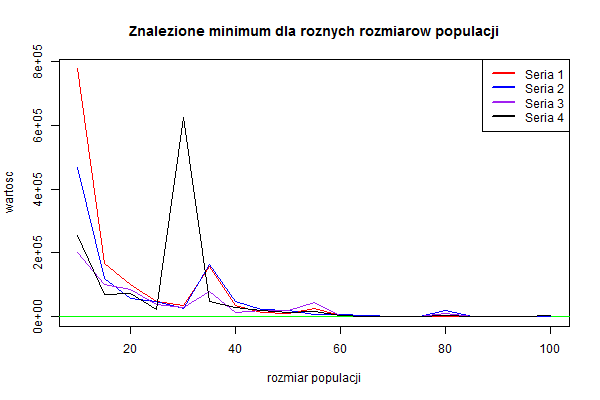 Znalezione minimum dla roznych rozmiarow populacji
8e+05
6e+05
4e+05
2e+05
0e+00
wartosc
Seria 1
Seria 2
Seria 3
Seria 4
20
40
60
80
100
rozmiar populacji